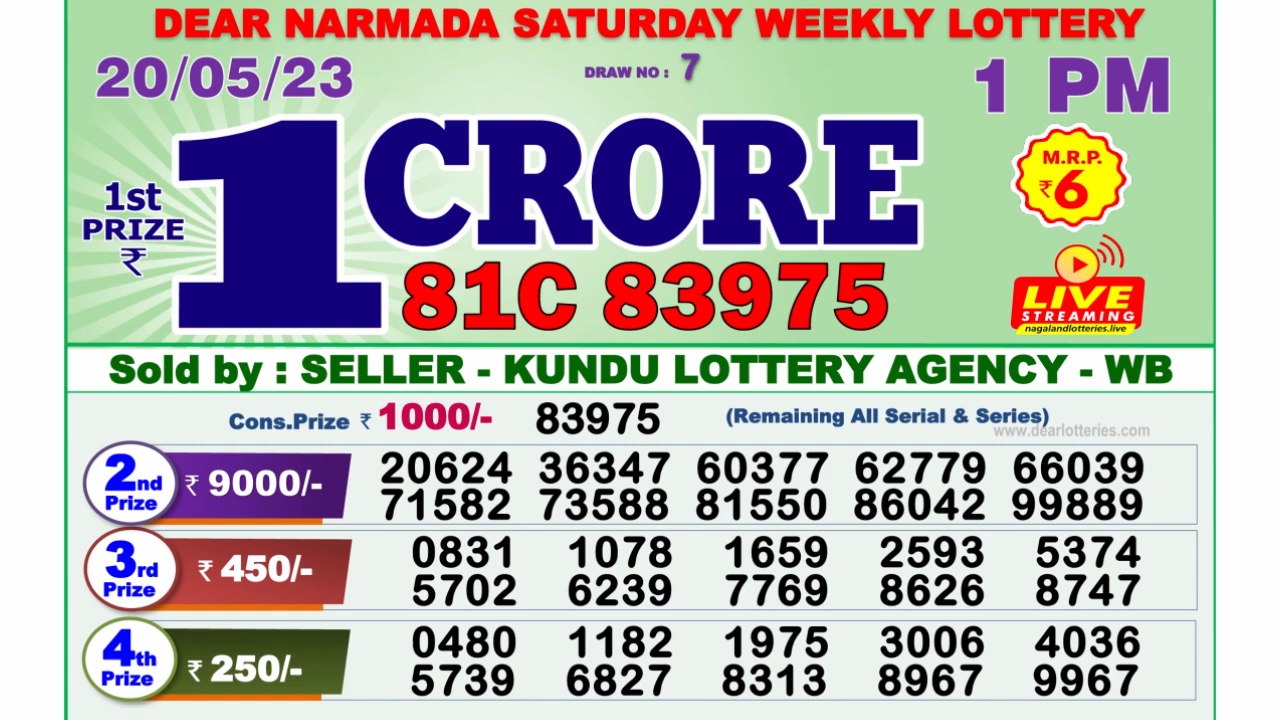 DEAR NARMADA SATURDAY WEEKLY LOTTERY
20/05/23
DRAW NO : 7
1 PM
1st
PRIZE
₹
1 CRORE
81C 83975
M.R.P.
₹6
LIVE
STREAMING
nagalandlotteries.live
Sold by : SELLER - KUNDU LOTTERY AGENCY - WB
Cons.Prize ₹ 1000/- 83975 (Remaining All Serial & Series)
www.dearlotteries.com
2nd Prize ₹ 9000/-
20624 36347 60377 62779 66039
71582 73588 81550 86042 99889
3rd Prize ₹ 450/-
0831 1078 1659 2593 5374
5702 6239 7769 8626 8747
4th Prize ₹ 250/-
0480 1182 1975 3006 4036
5739 6827 8313 8967 9967